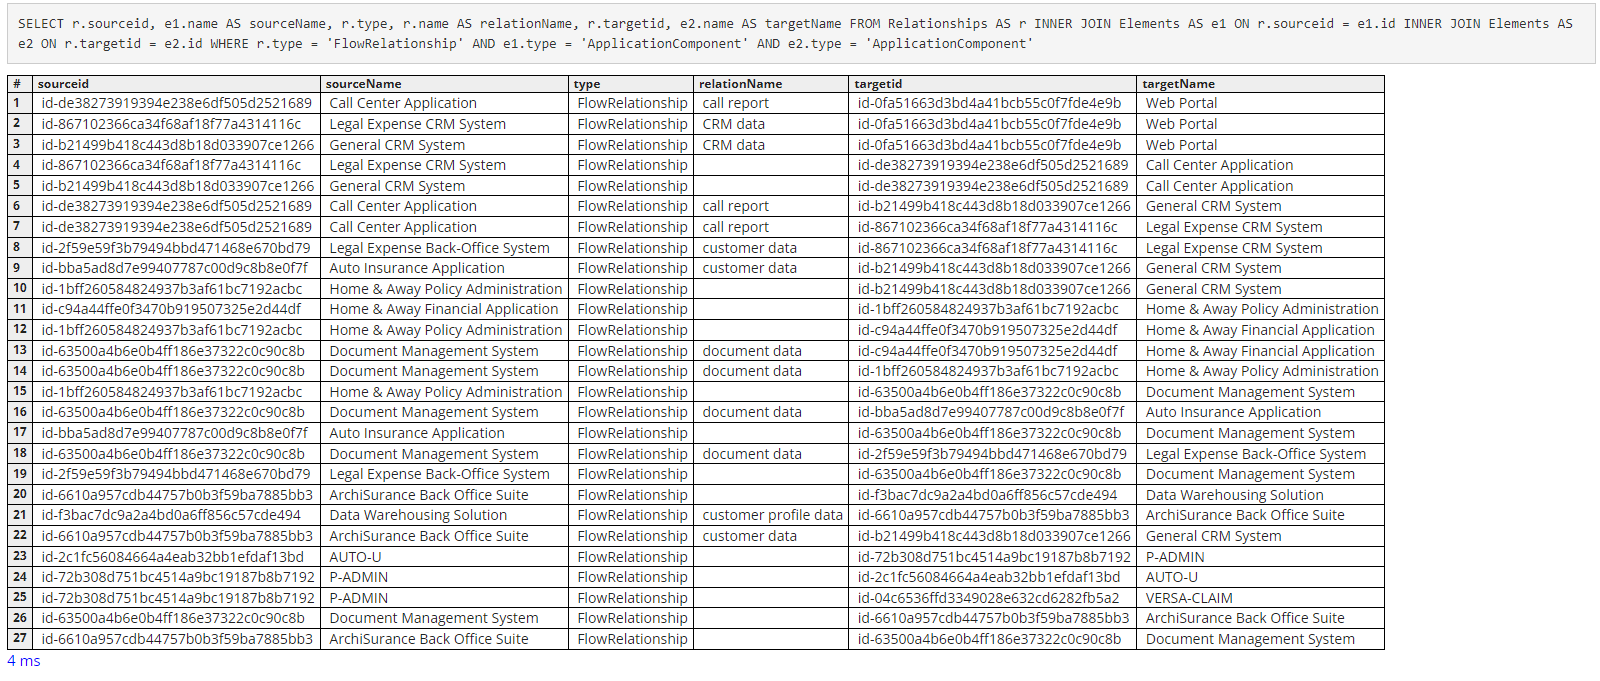 SELECT r.sourceid, e1.name AS sourceName, r.type, r.name AS relationName, r.targetid, e2.name AS targetName FROM Relationships AS r INNER JOIN Elements AS e1 ON r.sourceid = e1.id INNER JOIN Elements AS
e2 ON r.targetid = e2.id WHERE r.type = 'FlowRelationship' AND e1.type = 'ApplicationComponent' AND e2.type = 'ApplicationComponent'
# sourceid sourceName type relationName targetid targetName
1 id-de38273919394e238e6df505d2521689 Call Center Application FlowRelationship call report id-0fa51663d3bd4a41bcb55c0f7fde4e9b Web Portal
2 id-867102366ca34f68af18f77a4314116c Legal Expense CRM System FlowRelationship CRM data id-0fa51663d3bd4a41bcb55c0f7fde4e9b Web Portal
3 id-b21499b418c443d8b18d033907ce1266 General CRM System FlowRelationship CRM data id-0fa51663d3bd4a41bcb55c0f7fde4e9b Web Portal
4 id-867102366ca34f68af18f77a4314116c Legal Expense CRM System FlowRelationship id-de38273919394e238e6df505d2521689 Call Center Application
5 id-b21499b418c443d8b18d033907ce1266 General CRM System FlowRelationship id-de38273919394e238e6df505d2521689 Call Center Application
6 id-de38273919394e238e6df505d2521689 Call Center Application FlowRelationship call report id-b21499b418c443d8b18d033907ce1266 General CRM System
7 id-de38273919394e238e6df505d2521689 Call Center Application FlowRelationship call report id-867102366ca34f68af18f77a4314116c Legal Expense CRM System
8 id-2f59e59f3b79494bbd471468e670bd79 Legal Expense Back-Office System FlowRelationship customer data id-867102366ca34f68af18f77a4314116c Legal Expense CRM System
9 id-bba5ad8d7e99407787c00d9c8b8e0f7f Auto Insurance Application FlowRelationship customer data id-b21499b418c443d8b18d033907ce1266 General CRM System
10 id-1bff260584824937b3af61bc7192acbc Home & Away Policy Administration FlowRelationship id-b21499b418c443d8b18d033907ce1266 General CRM System
11 id-c94a44ffe0f3470b919507325e2d44df Home & Away Financial Application FlowRelationship id-1bff260584824937b3af61bc7192acbc Home & Away Policy Administration
12 id-1bff260584824937b3af61bc7192acbc Home & Away Policy Administration FlowRelationship id-c94a44ffe0f3470b919507325e2d44df Home & Away Financial Application
13 id-63500a4b6e0b4ff186e37322c0c90c8b Document Management System FlowRelationship document data id-c94a44ffe0f3470b919507325e2d44df Home & Away Financial Application
14 id-63500a4b6e0b4ff186e37322c0c90c8b Document Management System FlowRelationship document data id-1bff260584824937b3af61bc7192acbc Home & Away Policy Administration
15 id-1bff260584824937b3af61bc7192acbc Home & Away Policy Administration FlowRelationship id-63500a4b6e0b4ff186e37322c0c90c8b Document Management System
16 id-63500a4b6e0b4ff186e37322c0c90c8b Document Management System FlowRelationship document data id-bba5ad8d7e99407787c00d9c8b8e0f7f Auto Insurance Application
17 id-bba5ad8d7e99407787c00d9c8b8e0f7f Auto Insurance Application FlowRelationship id-63500a4b6e0b4ff186e37322c0c90c8b Document Management System
18 id-63500a4b6e0b4ff186e37322c0c90c8b Document Management System FlowRelationship document data id-2f59e59f3b79494bbd471468e670bd79 Legal Expense Back-Office System
19 id-2f59e59f3b79494bbd471468e670bd79 Legal Expense Back-Office System FlowRelationship id-63500a4b6e0b4ff186e37322c0c90c8b Document Management System
20 id-6610a957cdb44757b0b3f59ba7885bb3 ArchiSurance Back Office Suite FlowRelationship id-f3bac7dc9a2a4bd0a6ff856c57cde494 Data Warehousing Solution
21 id-f3bac7dc9a2a4bd0a6ff856c57cde494 Data Warehousing Solution FlowRelationship customer profile data id-6610a957cdb44757b0b3f59ba7885bb3 ArchiSurance Back Office Suite
22 id-6610a957cdb44757b0b3f59ba7885bb3 ArchiSurance Back Office Suite FlowRelationship customer data id-b21499b418c443d8b18d033907ce1266 General CRM System
23 id-2c1fc56084664a4eab32bb1efdaf13bd AUTO-U FlowRelationship id-72b308d751bc4514a9bc19187b8b7192 P-ADMIN
24 id-72b308d751bc4514a9bc19187b8b7192 P-ADMIN FlowRelationship id-2c1fc56084664a4eab32bb1efdaf13bd AUTO-U
25 id-72b308d751bc4514a9bc19187b8b7192 P-ADMIN FlowRelationship id-04c6536ffd3349028e632cd6282fb5a2 VERSA-CLAIM
26 id-63500a4b6e0b4ff186e37322c0c90c8b Document Management System FlowRelationship id-6610a957cdb44757b0b3f59ba7885bb3 ArchiSurance Back Office Suite
27 id-6610a957cdb44757b0b3f59ba7885bb3 ArchiSurance Back Office Suite FlowRelationship id-63500a4b6e0b4ff186e37322c0c90c8b Document Management System
4 ms